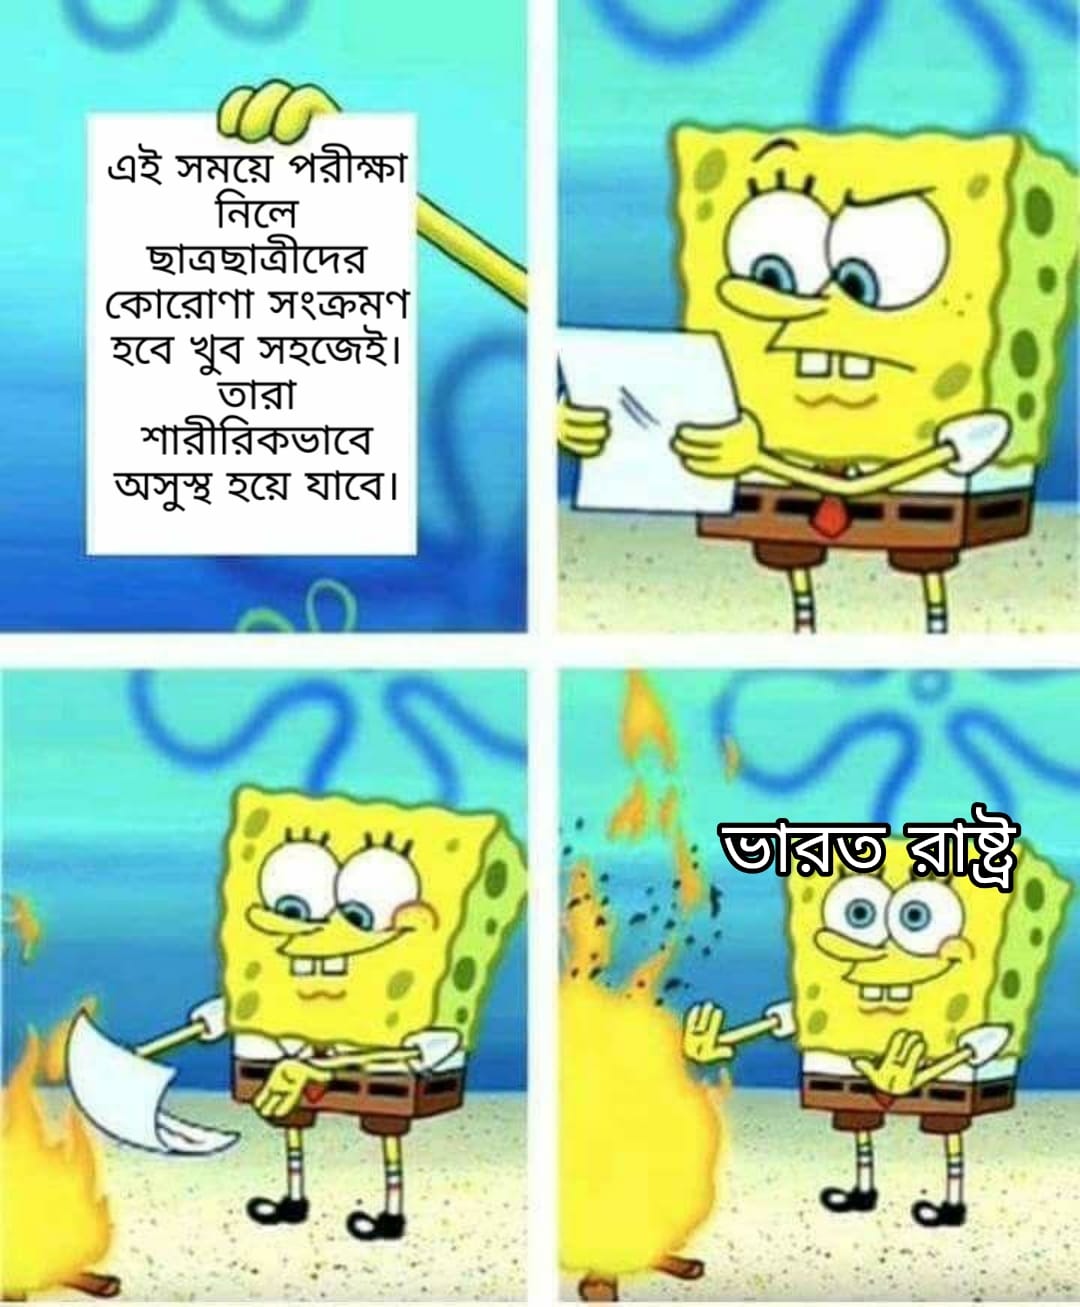 এই সময়ে পরীক্ষা
নিলে
ছাত্রছাত্রীদের
কোরোণা সংক্রমণ
হবে খুব সহজেই।
তারা
শারীরিকভাবে
অসুস্থ হয়ে যাবে।
ভারত রাষ্ট্র